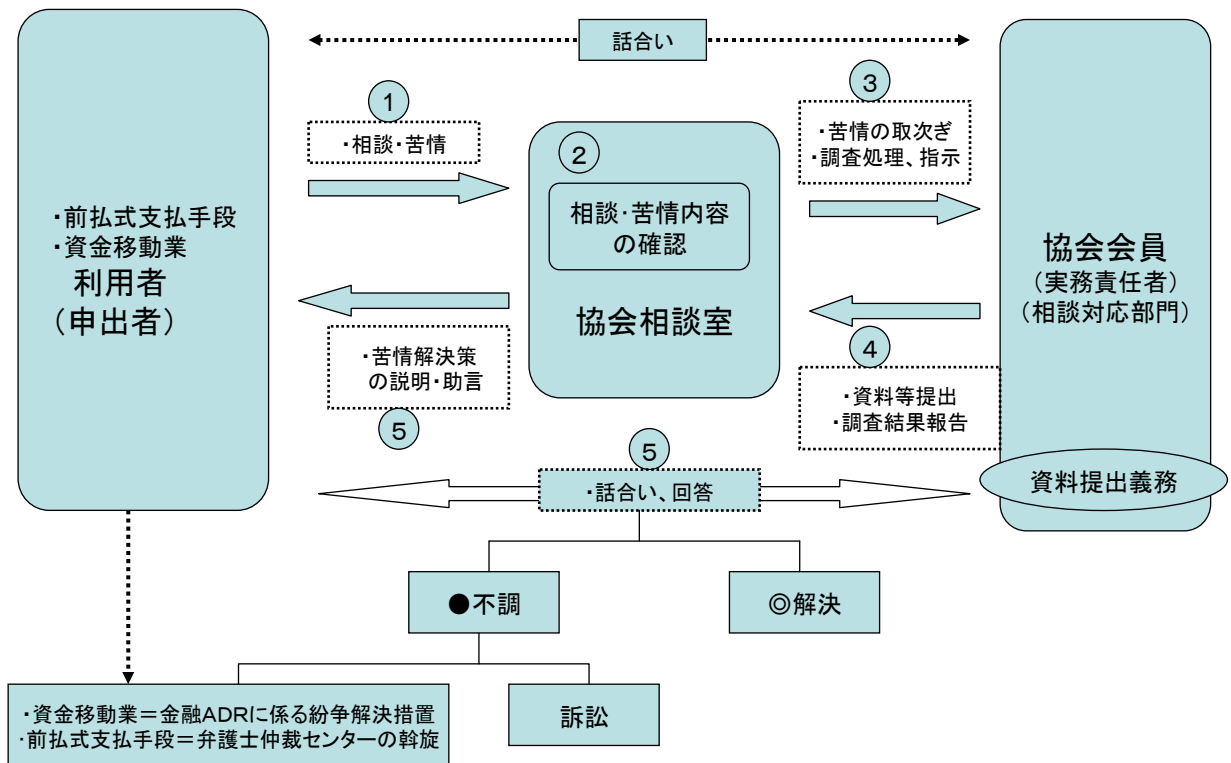 話合い
・前払式支払手段
・資金移動業
利用者
（申出者）
①
・相談・苦情
②
相談・苦情内容
の確認
協会相談室
③
・苦情の取次ぎ
・調査処理、指示
協会会員
（実務責任者）
（相談対応部門）
④
・資料等提出
・調査結果報告
資料提出義務
・苦情解決策
の説明・助言
⑤
⑤
・話合い、回答
●不調
◎解決
・資金移動業＝金融ADRに係る紛争解決措置
・前払式支払手段＝弁護士仲裁センターの斡旋
訴訟